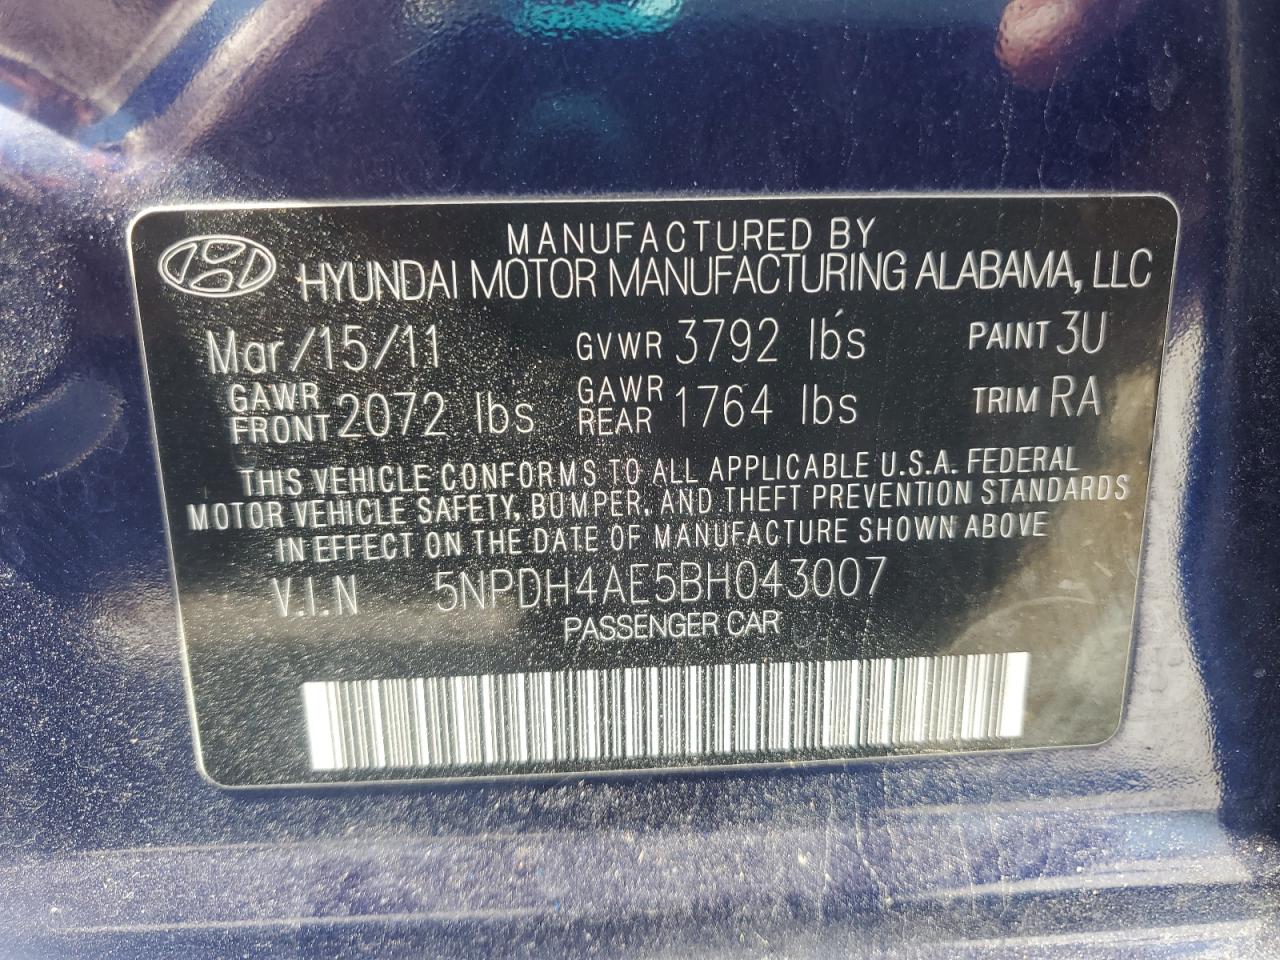 MANUFACTURED BY
HYUNDAI MOTOR MANUFACTURING ALABAMA, LLC
Mar/15/11 GVWR 3792 lbs PAINT 3U
GAWR FRONT 2072 lbs GAWR REAR 1764 lbs TRIM RA
THIS VEHICLE CONFORMS TO ALL APPLICABLE U.S.A. FEDERAL
MOTOR VEHICLE SAFETY, BUMPER, AND THEFT PREVENTION STANDARDS
IN EFFECT ON THE DATE OF MANUFACTURE SHOWN ABOVE
V.I.N 5NPDH4AE5BH043007
PASSENGER CAR